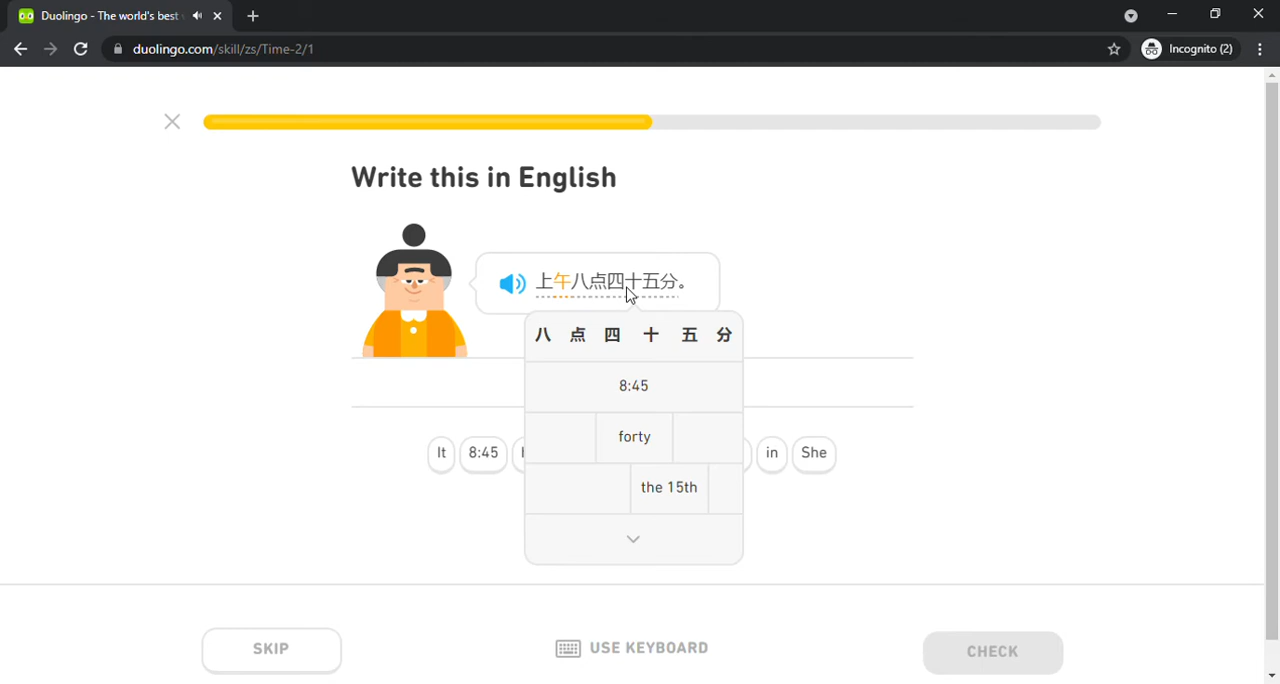 Duolingo - The world's best
duolingo.com/skill/zs/Time-2/1
Incognito (2)
Write this in English
上午八点四十五分。
八 点 四 十 五 分
8:45
forty
the 15th
It 8:45 in She
SKIP
USE KEYBOARD
CHECK